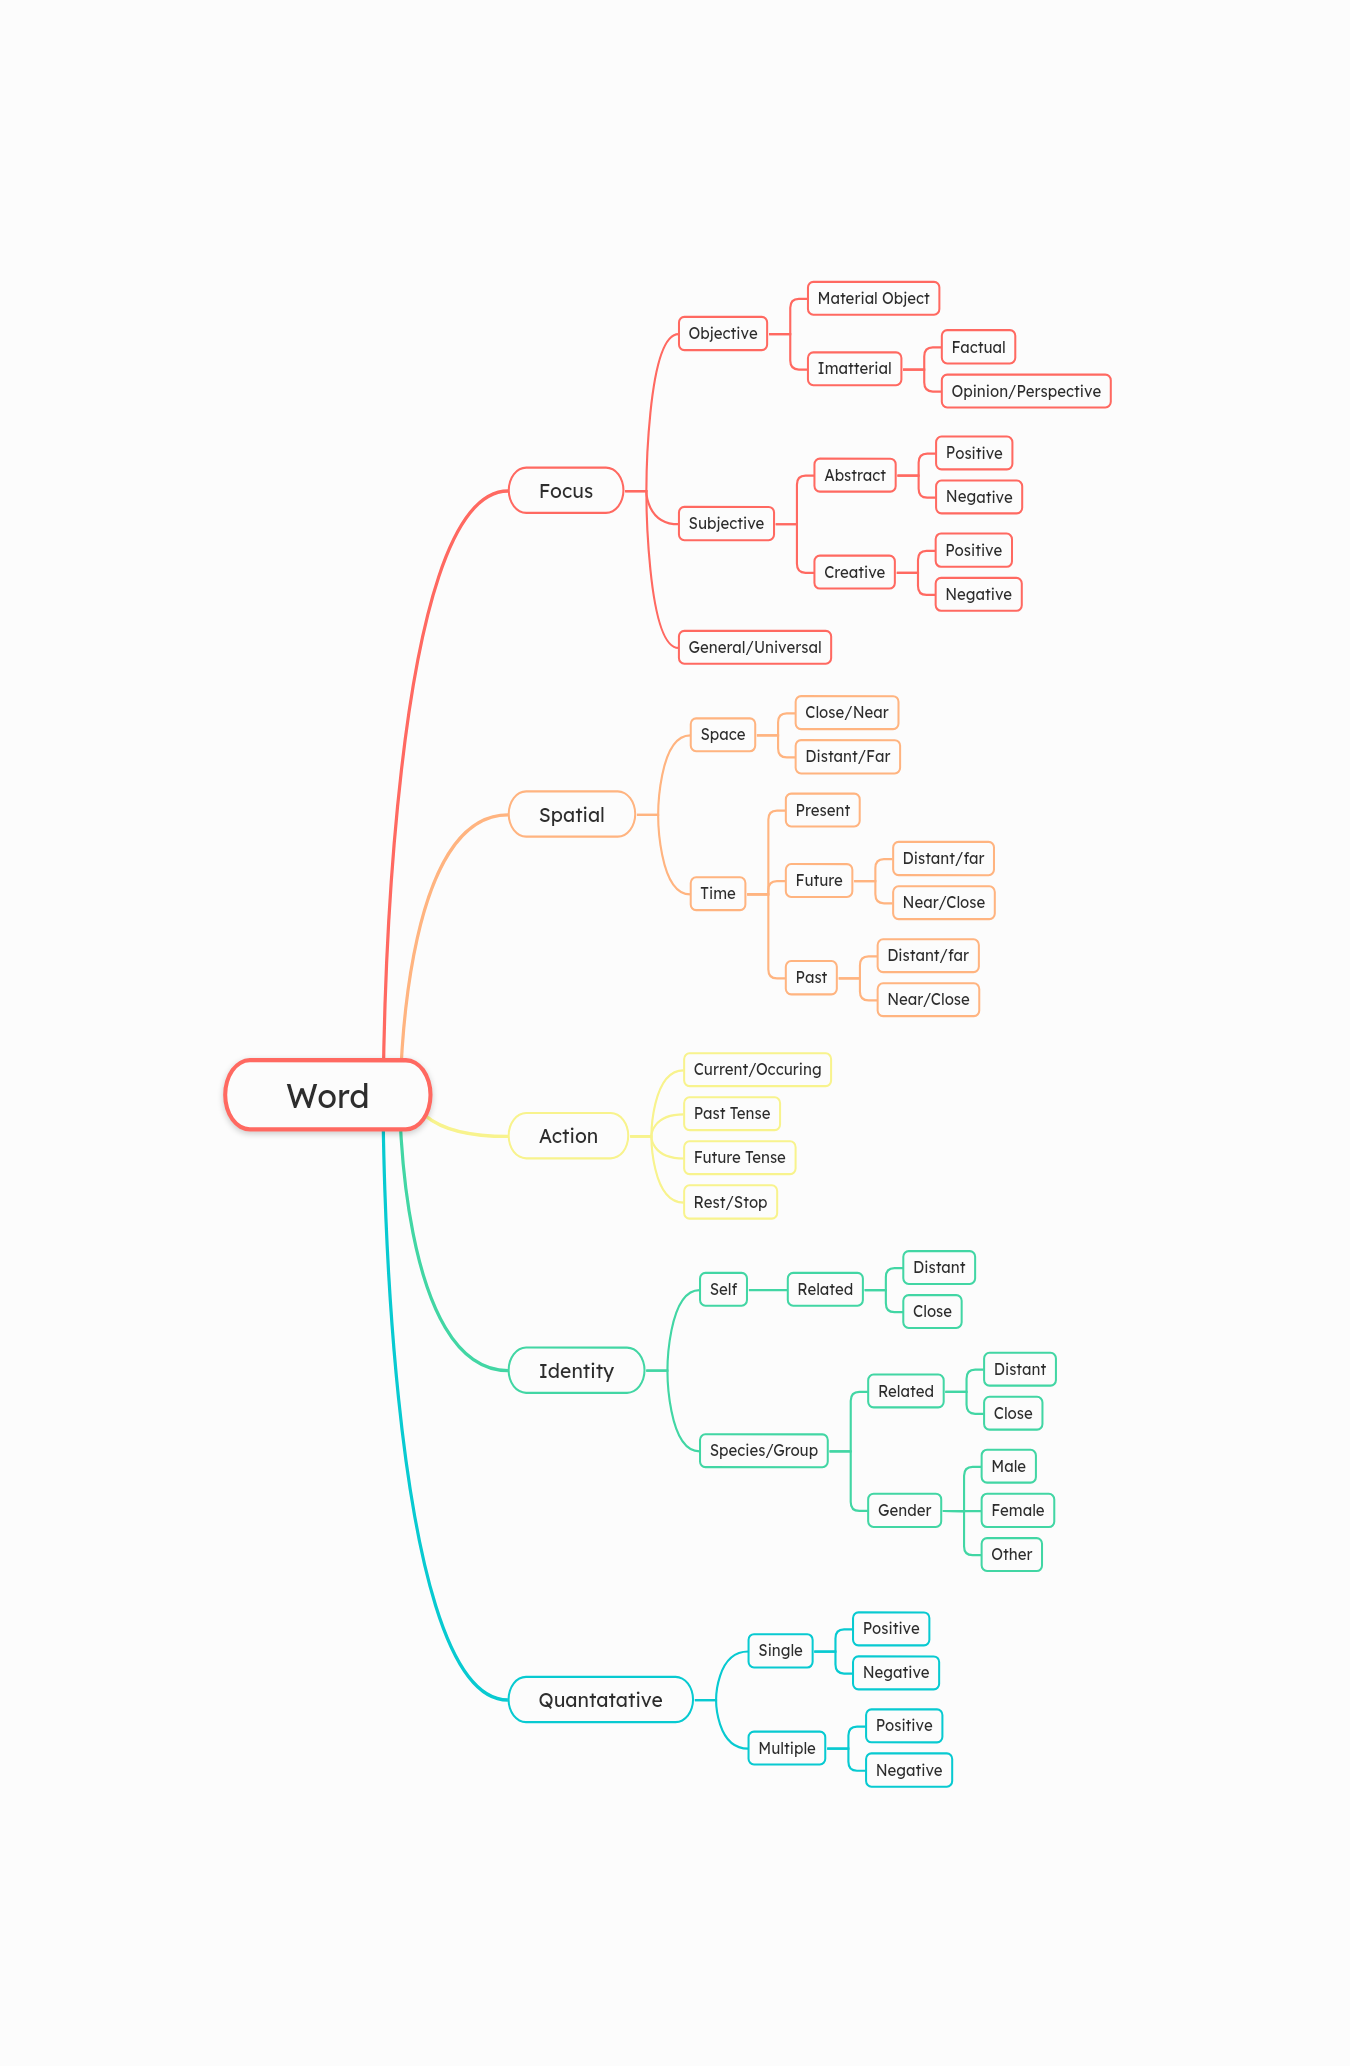 Word
Focus
Objective
Material Object
Imatterial
Factual
Opinion/Perspective
Subjective
Abstract
Positive
Negative
Creative
Positive
Negative
General/Universal
Spatial
Space
Close/Near
Distant/Far
Time
Present
Future
Distant/far
Near/Close
Past
Distant/far
Near/Close
Action
Current/Occuring
Past Tense
Future Tense
Rest/Stop
Identity
Self
Related
Distant
Close
Species/Group
Related
Distant
Close
Gender
Male
Female
Other
Quantatative
Single
Positive
Negative
Multiple
Positive
Negative